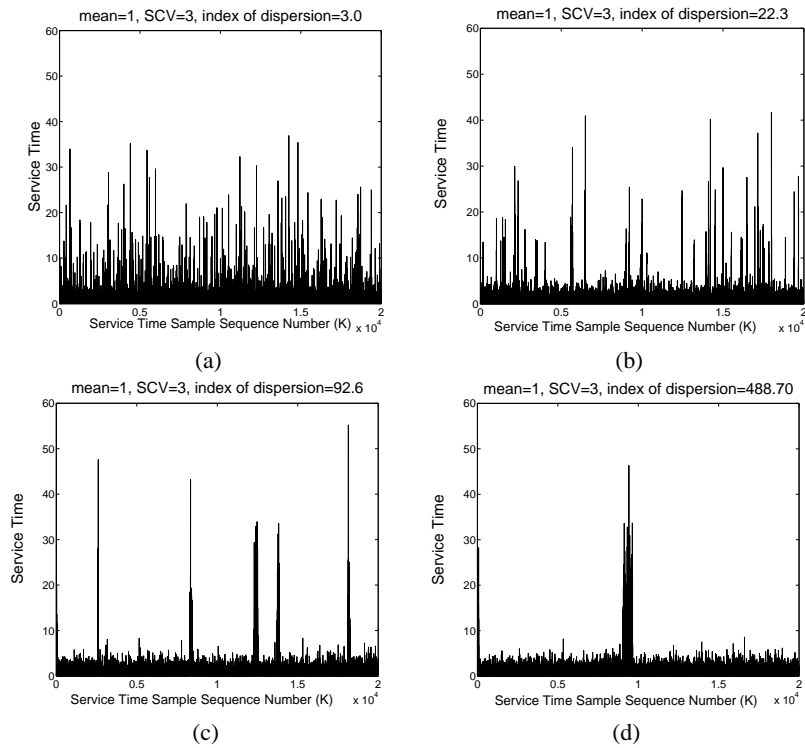 mean=1, SCV=3, index of dispersion=3.0
60
50
40
30
20
10
0
Service Time
0 0.5 1 1.5 2
Service Time Sample Sequence Number (K) x 10^4
(a)
mean=1, SCV=3, index of dispersion=22.3
60
50
40
30
20
10
0
Service Time
0 0.5 1 1.5 2
Service Time Sample Sequence Number (K) x 10^4
(b)
mean=1, SCV=3, index of dispersion=92.6
60
50
40
30
20
10
0
Service Time
0 0.5 1 1.5 2
Service Time Sample Sequence Number (K) x 10^4
(c)
mean=1, SCV=3, index of dispersion=488.70
60
50
40
30
20
10
0
Service Time
0 0.5 1 1.5 2
Service Time Sample Sequence Number (K) x 10^4
(d)